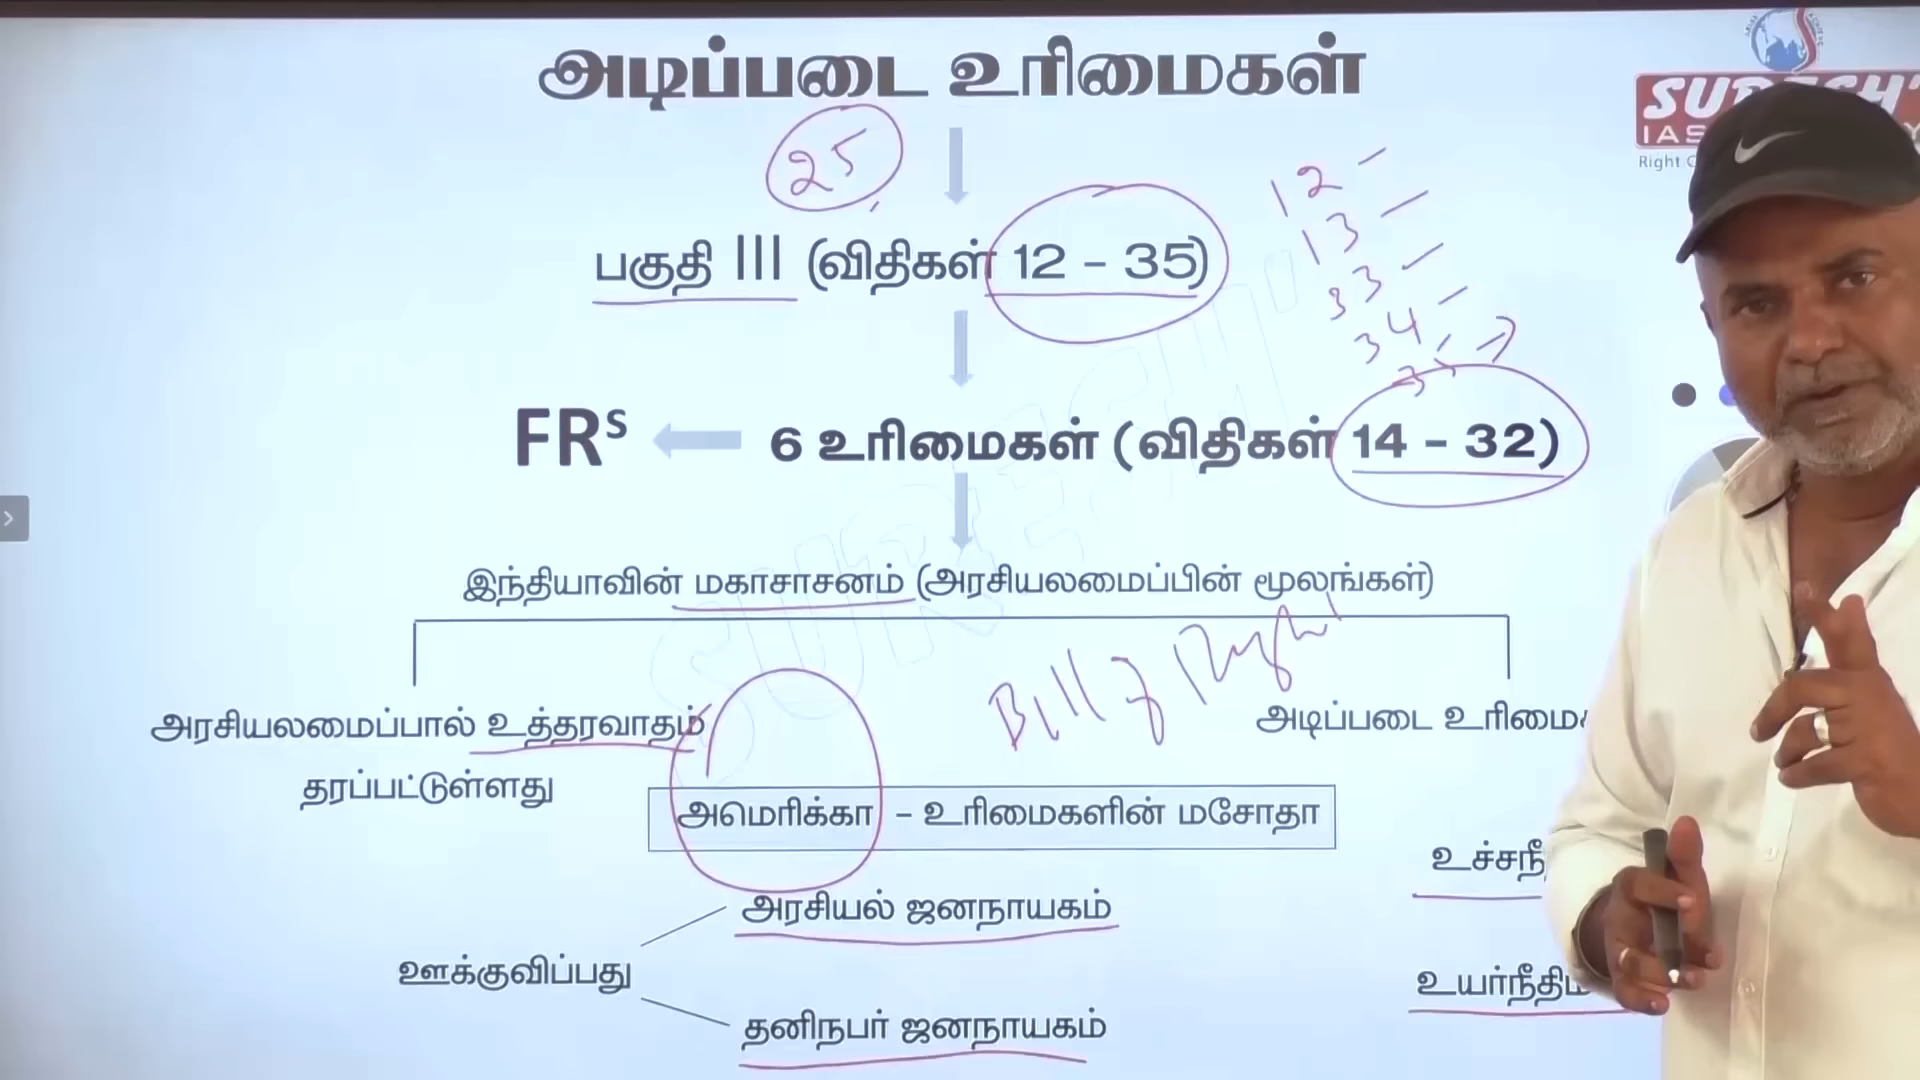 அடிப்படை உரிமைகள்
25
பகுதி III (விதிகள் 12 - 35)
12 -
13 -
33 -
34 -
35
FRs
6 உரிமைகள் (விதிகள் 14 - 32)
இந்தியாவின் மகாசாசனம் (அரசியலமைப்பின் மூலங்கள்)
Bill of Right
அரசியலமைப்பால் உத்தரவாதம்
தரப்பட்டுள்ளது
அடிப்படை
அமெரிக்கா - உரிமைகளின் மசோதா
ஊக்குவிப்பது
அரசியல் ஜனநாயகம்
தனிநபர் ஜனநாயகம்
IAS
Right